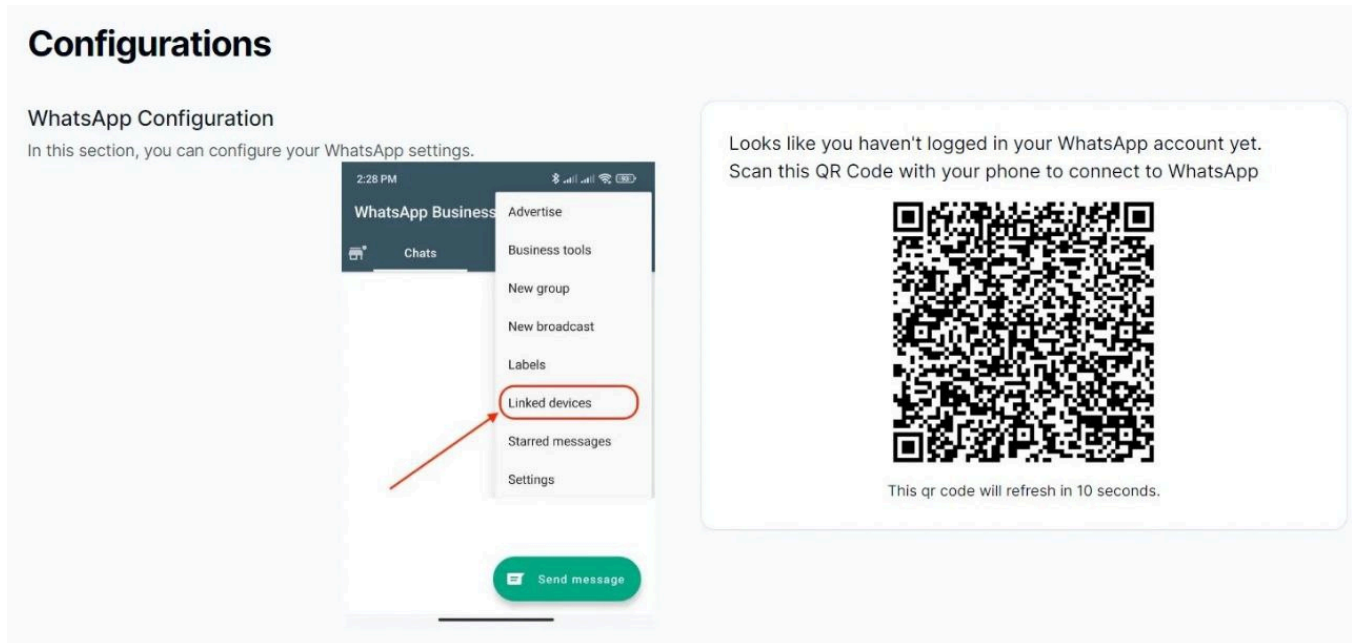 Configurations
WhatsApp Configuration
In this section, you can configure your WhatsApp settings.
2:28 PM
90
WhatsApp Business
Chats
Advertise
Business tools
New group
New broadcast
Labels
Linked devices
Starred messages
Settings
Send message
Looks like you haven't logged in your WhatsApp account yet.
Scan this QR Code with your phone to connect to WhatsApp
This qr code will refresh in 10 seconds.